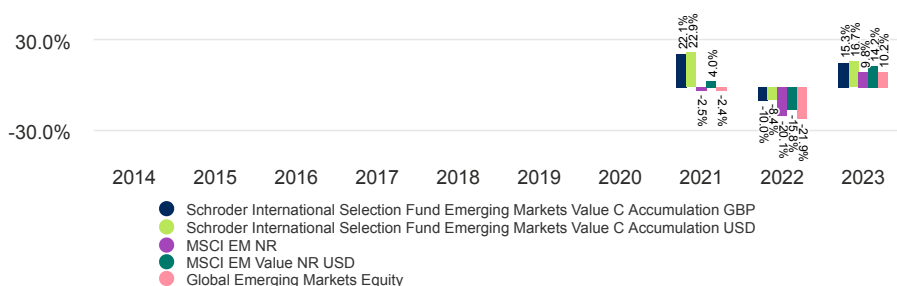 30.0%
-30.0%
22.1%
22.9%
-2.5%
4.0%
-2.4%
-10.0%
-8.4%
-20.1%
-15.8%
-21.9%
15.3%
16.7%
9.8%
14.2%
10.2%
2014 2015 2016 2017 2018 2019 2020 2021 2022 2023
Schroder International Selection Fund Emerging Markets Value C Accumulation GBP
Schroder International Selection Fund Emerging Markets Value C Accumulation USD
MSCI EM NR
MSCI EM Value NR USD
Global Emerging Markets Equity